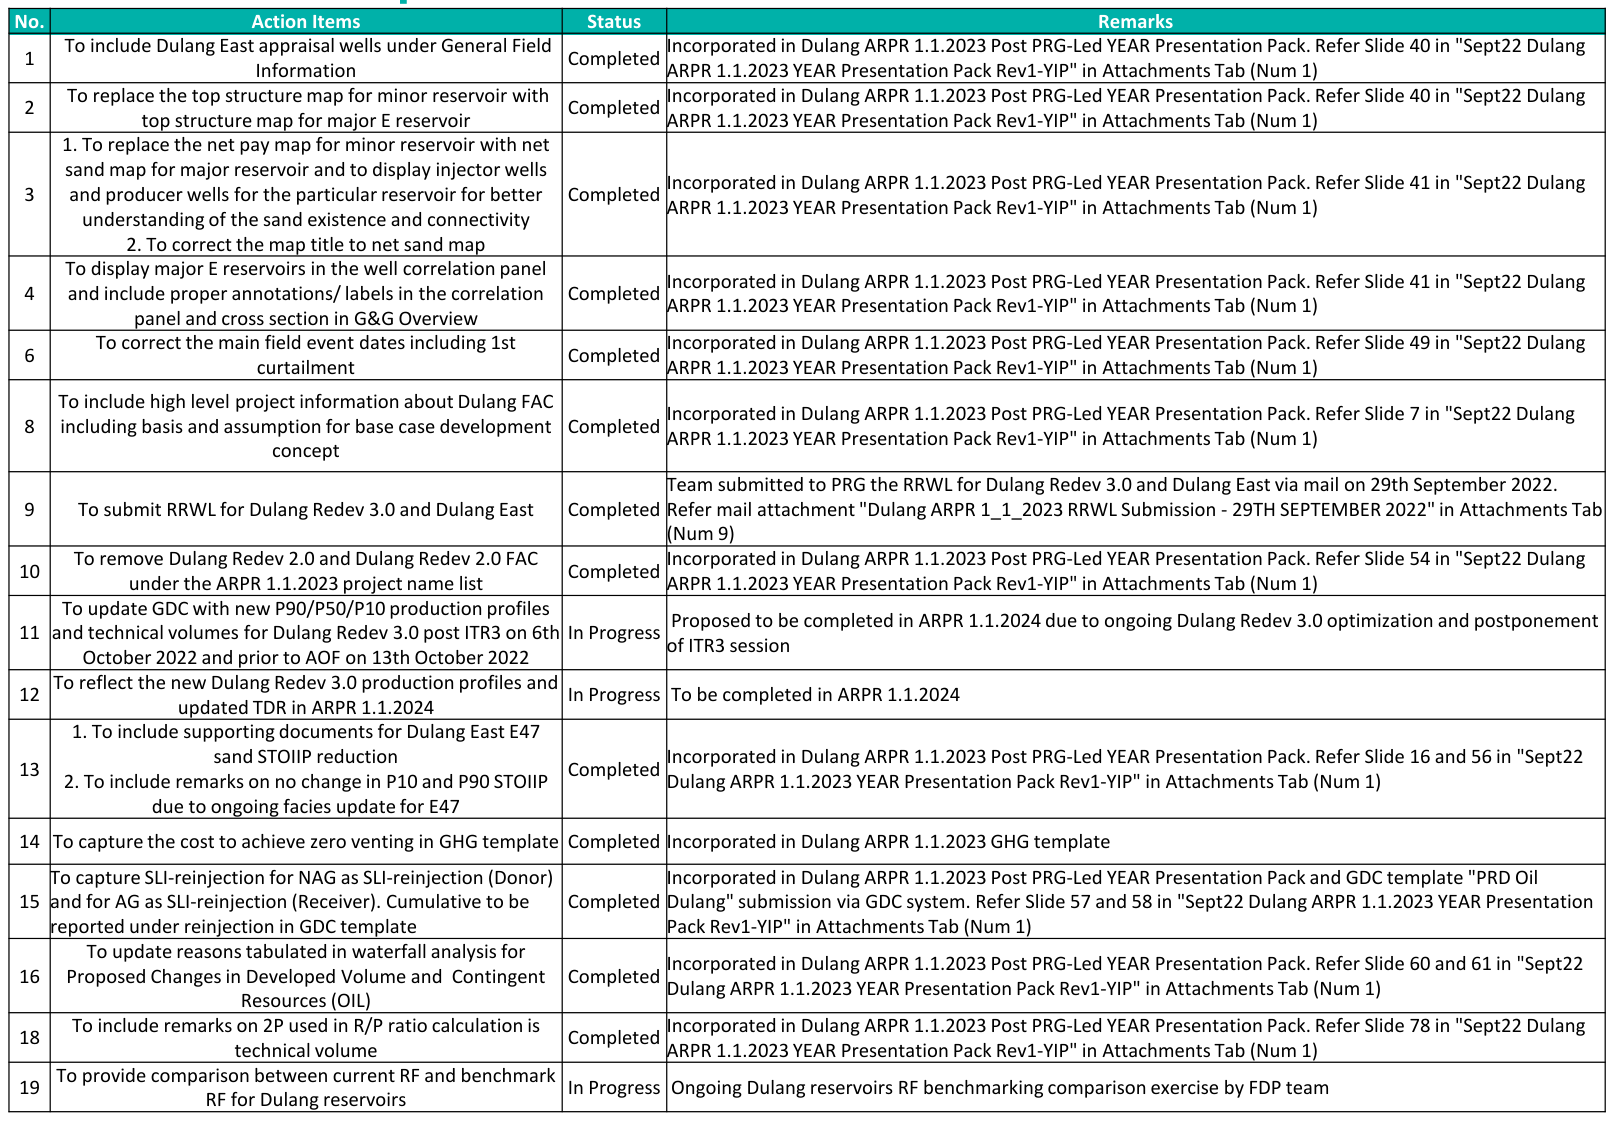 No. Action Items Status Remarks
1 To include Dulang East appraisal wells under General Field Completed Incorporated in Dulang ARPR 1.1.2023 Post PRG-Led YEAR Presentation Pack. Refer Slide 40 in "Sept22 Dulang
Information ARPR 1.1.2023 YEAR Presentation Pack Rev1-YIP" in Attachments Tab (Num 1)
2 To replace the top structure map for minor reservoir with Completed Incorporated in Dulang ARPR 1.1.2023 Post PRG-Led YEAR Presentation Pack. Refer Slide 40 in "Sept22 Dulang
top structure map for major E reservoir ARPR 1.1.2023 YEAR Presentation Pack Rev1-YIP" in Attachments Tab (Num 1)
3
1. To replace the net pay map for minor reservoir with net
sand map for major reservoir and to display injector wells
and producer wells for the particular reservoir for better
understanding of the sand existence and connectivity
2. To correct the map title to net sand map
Completed
Incorporated in Dulang ARPR 1.1.2023 Post PRG-Led YEAR Presentation Pack. Refer Slide 41 in "Sept22 Dulang
ARPR 1.1.2023 YEAR Presentation Pack Rev1-YIP" in Attachments Tab (Num 1)
4
To display major E reservoirs in the well correlation panel
and include proper annotations/ labels in the correlation
panel and cross section in G&G Overview
Completed
Incorporated in Dulang ARPR 1.1.2023 Post PRG-Led YEAR Presentation Pack. Refer Slide 41 in "Sept22 Dulang
ARPR 1.1.2023 YEAR Presentation Pack Rev1-YIP" in Attachments Tab (Num 1)
6
To correct the main field event dates including 1st
curtailment
Completed
Incorporated in Dulang ARPR 1.1.2023 Post PRG-Led YEAR Presentation Pack. Refer Slide 49 in "Sept22 Dulang
ARPR 1.1.2023 YEAR Presentation Pack Rev1-YIP" in Attachments Tab (Num 1)
8
To include high level project information about Dulang FAC
including basis and assumption for base case development
concept
Completed
Incorporated in Dulang ARPR 1.1.2023 Post PRG-Led YEAR Presentation Pack. Refer Slide 7 in "Sept22 Dulang
ARPR 1.1.2023 YEAR Presentation Pack Rev1-YIP" in Attachments Tab (Num 1)
9
To submit RRWL for Dulang Redev 3.0 and Dulang East
Completed
Team submitted to PRG the RRWL for Dulang Redev 3.0 and Dulang East via mail on 29th September 2022.
Refer mail attachment "Dulang ARPR 1_1_2023 RRWL Submission - 29TH SEPTEMBER 2022" in Attachments Tab
(Num 9)
10
To remove Dulang Redev 2.0 and Dulang Redev 2.0 FAC
under the ARPR 1.1.2023 project name list
Completed
Incorporated in Dulang ARPR 1.1.2023 Post PRG-Led YEAR Presentation Pack. Refer Slide 54 in "Sept22 Dulang
ARPR 1.1.2023 YEAR Presentation Pack Rev1-YIP" in Attachments Tab (Num 1)
11
To update GDC with new P90/P50/P10 production profiles
and technical volumes for Dulang Redev 3.0 post ITR3 on 6th
October 2022 and prior to AOF on 13th October 2022
In Progress
Proposed to be completed in ARPR 1.1.2024 due to ongoing Dulang Redev 3.0 optimization and postponement
of ITR3 session
12
To reflect the new Dulang Redev 3.0 production profiles and
updated TDR in ARPR 1.1.2024
In Progress
To be completed in ARPR 1.1.2024
13
1. To include supporting documents for Dulang East E47
sand STOIIP reduction
2. To include remarks on no change in P10 and P90 STOIIP
due to ongoing facies update for E47
Completed
Incorporated in Dulang ARPR 1.1.2023 Post PRG-Led YEAR Presentation Pack. Refer Slide 16 and 56 in "Sept22
Dulang ARPR 1.1.2023 YEAR Presentation Pack Rev1-YIP" in Attachments Tab (Num 1)
14
To capture the cost to achieve zero venting in GHG template
Completed
Incorporated in Dulang ARPR 1.1.2023 GHG template
15
To capture SLI-reinjection for NAG as SLI-reinjection (Donor)
and for AG as SLI-reinjection (Receiver). Cumulative to be
reported under reinjection in GDC template
Completed
Incorporated in Dulang ARPR 1.1.2023 Post PRG-Led YEAR Presentation Pack and GDC template "PRD Oil
Dulang" submission via GDC system. Refer Slide 57 and 58 in "Sept22 Dulang ARPR 1.1.2023 YEAR Presentation
Pack Rev1-YIP" in Attachments Tab (Num 1)
16
To update reasons tabulated in waterfall analysis for
Proposed Changes in Developed Volume and Contingent
Resources (OIL)
Completed
Incorporated in Dulang ARPR 1.1.2023 Post PRG-Led YEAR Presentation Pack. Refer Slide 60 and 61 in "Sept22
Dulang ARPR 1.1.2023 YEAR Presentation Pack Rev1-YIP" in Attachments Tab (Num 1)
18
To include remarks on 2P used in R/P ratio calculation is
technical volume
Completed
Incorporated in Dulang ARPR 1.1.2023 Post PRG-Led YEAR Presentation Pack. Refer Slide 78 in "Sept22 Dulang
ARPR 1.1.2023 YEAR Presentation Pack Rev1-YIP" in Attachments Tab (Num 1)
19
To provide comparison between current RF and benchmark
RF for Dulang reservoirs
In Progress
Ongoing Dulang reservoirs RF benchmarking comparison exercise by FDP team